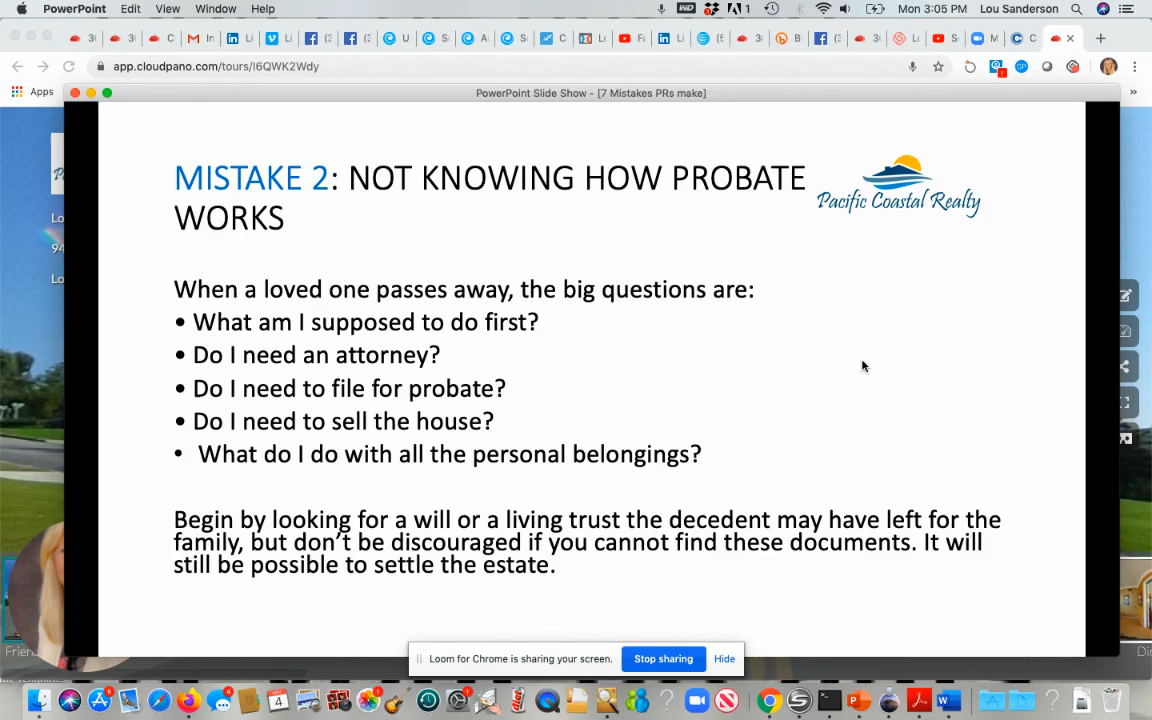 PowerPoint Edit View Window Help
1 Mon 3:05 PM Lou Sanderson
app.cloudpano.com/tours/I6QWK2Wdy
Apps
PowerPoint Slide Show - [7 Mistakes PRs make]
MISTAKE 2: NOT KNOWING HOW PROBATE
WORKS
Pacific Coastal Realty
When a loved one passes away, the big questions are:
• What am I supposed to do first?
• Do I need an attorney?
• Do I need to file for probate?
• Do I need to sell the house?
• What do I do with all the personal belongings?
Begin by looking for a will or a living trust the decedent may have left for the
family, but don't be discouraged if you cannot find these documents. It will
still be possible to settle the estate.
Loom for Chrome is sharing your screen. Stop sharing Hide